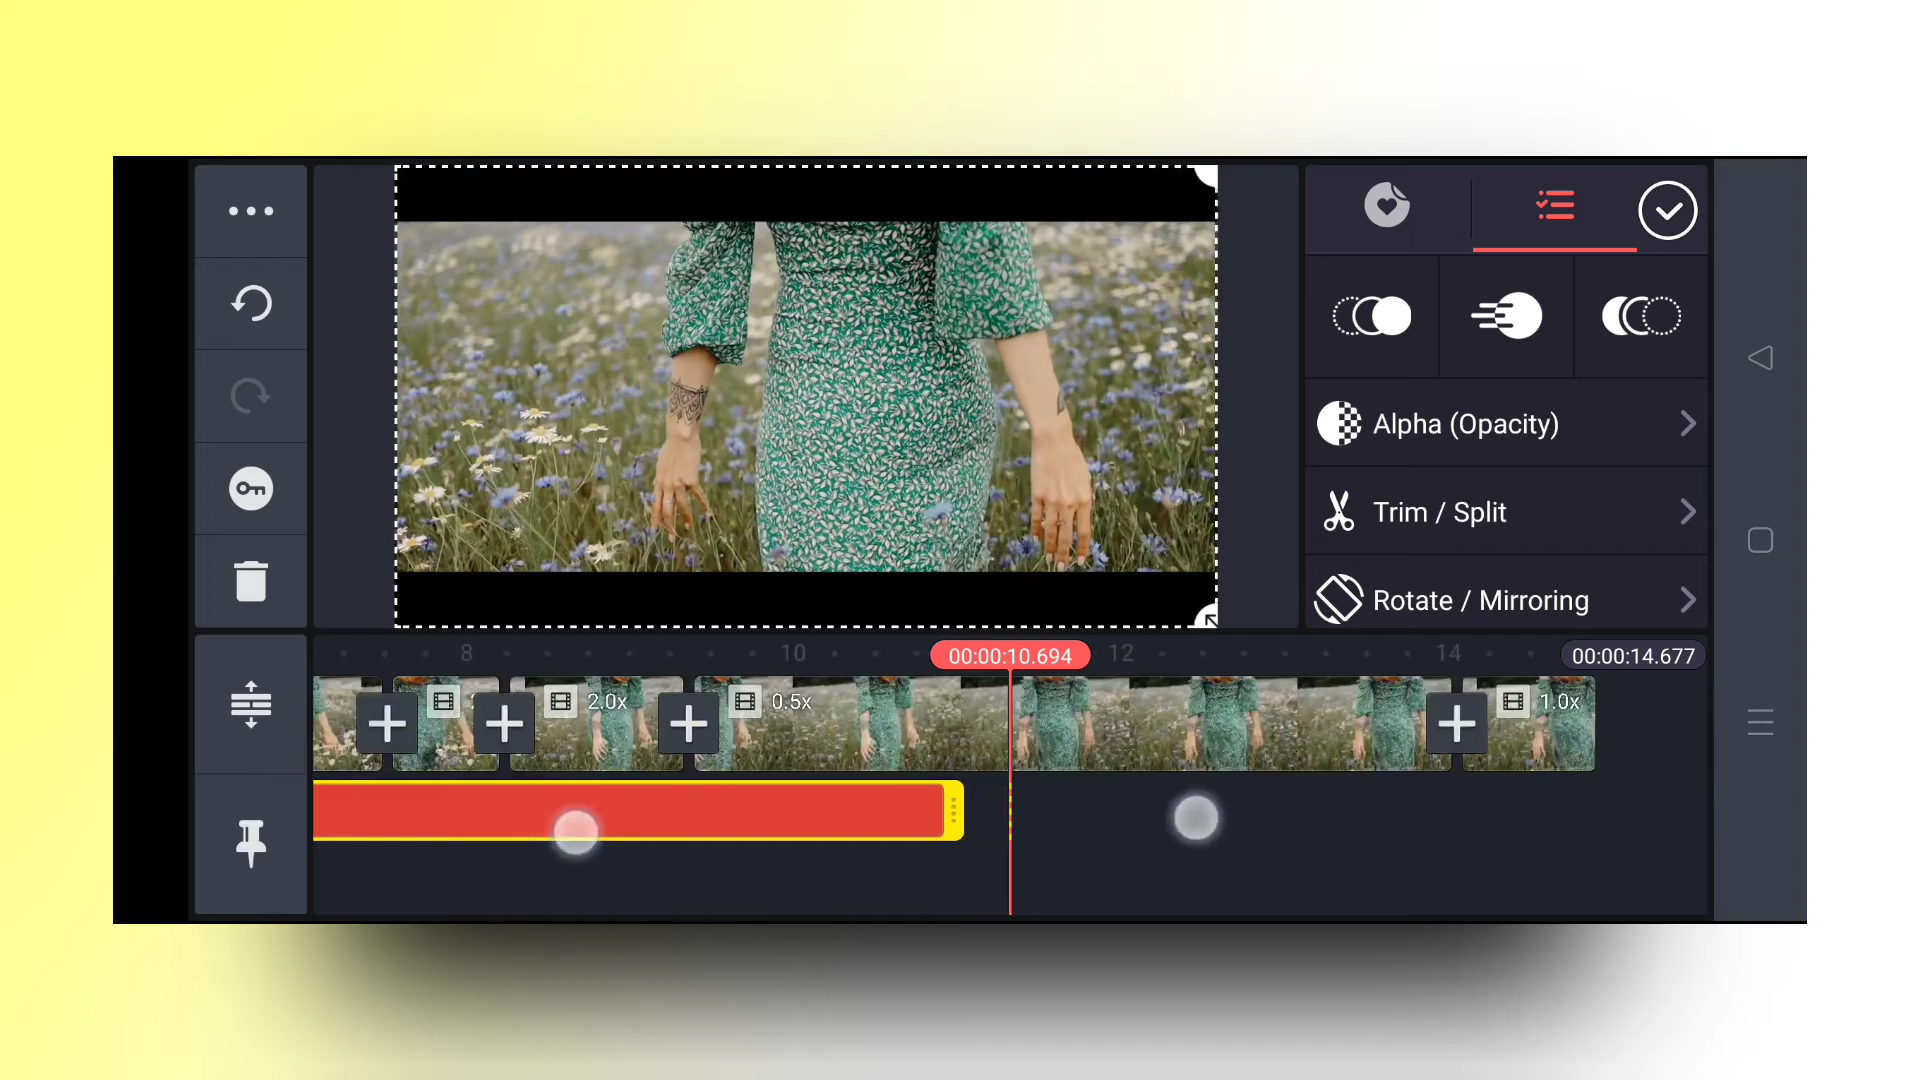 Alpha (Opacity)
Trim / Split
Rotate / Mirroring
8
10
00:00:10.694
12
14
00:00:14.677
2.0x
0.5x
1.0x